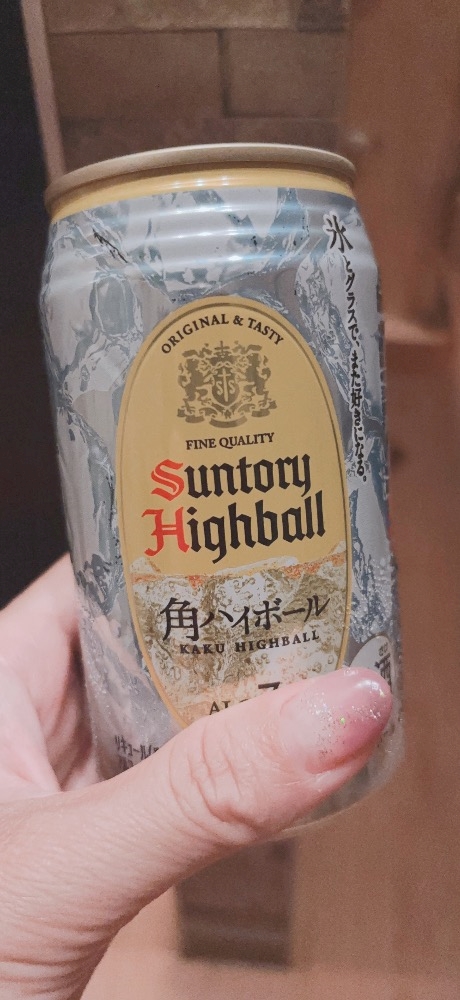 ORIGINAL & TASTY
FINE QUALITY
Suntory
Highball
角ハイボール
KAKU HIGHBALL
氷とグラスで、また好きになる。